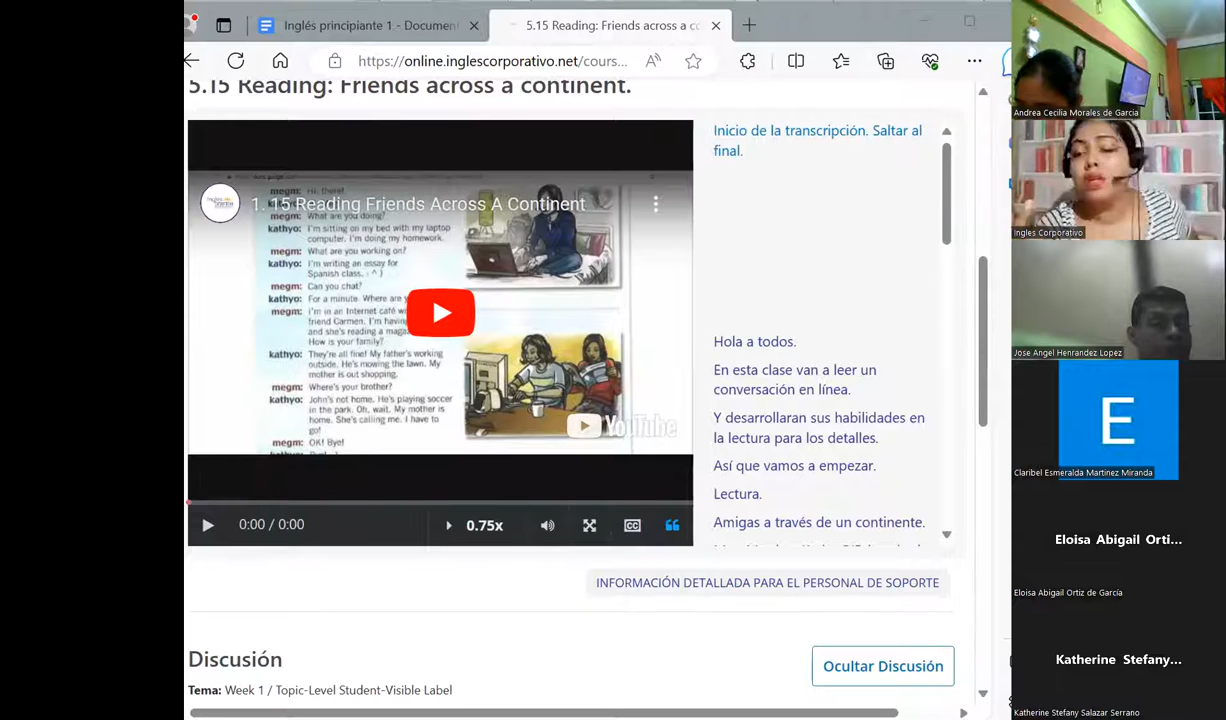 Inglés principiante 1 - Documen
5.15 Reading: Friends across a co
https://online.inglescorporativo.net/cours...
5.15 Reading: Friends across a continent.
1. 15 Reading Friends Across A Continent
megm: Hi, there!
megm: What are you doing?
kathyo: I'm sitting on my bed with my laptop
computer. I'm doing my homework.
megm: What are you working on?
kathyo: I'm writing an essay for
Spanish class. :^)
megm: Can you chat?
kathyo: For a minute. Where are
megm: I'm in an Internet café
friend Carmen. I'm
and she's reading a
How is your family?
kathyo: They're all fine! My father's working
outside. He's mowing the lawn. My
mother is out shopping.
megm: Where's your brother?
kathyo: John's not home. He's playing soccer
in the park. Oh, wait. My mother is
home. She's calling me. I have to
go!
megm: OK! Bye!
YouTube
0:00 / 0:00
0.75x
CC
Inicio de la transcripción. Saltar al
final.
Hola a todos.
En esta clase van a leer un
conversación en línea.
Y desarrollaran sus habilidades en
la lectura para los detalles.
Así que vamos a empezar.
Lectura.
Amigas a través de un continente.
INFORMACIÓN DETALLADA PARA EL PERSONAL DE SOPORTE
Discusión
Ocultar Discusión
Tema: Week 1 / Topic-Level Student-Visible Label
Andrea Cecilia Morales de Garcia
Ingles Corporativo
Jose Angel Henrandez Lopez
E
Claribel Esmeralda Martinez Miranda
Eloisa Abigail Orti...
Eloisa Abigail Ortiz de García
Katherine Stefany...
Katherine Stefany Salazar Serrano